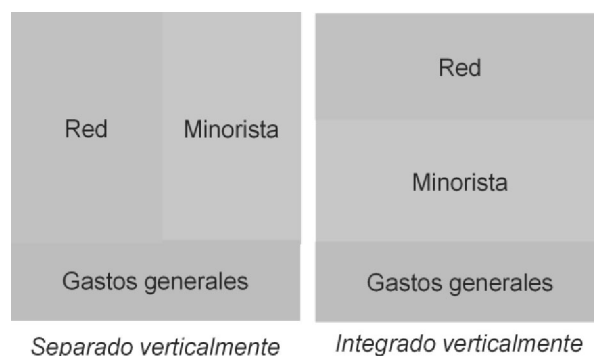 Red
Minorista
Gastos generales
Separado verticalmente
Red
Minorista
Gastos generales
Integrado verticalmente